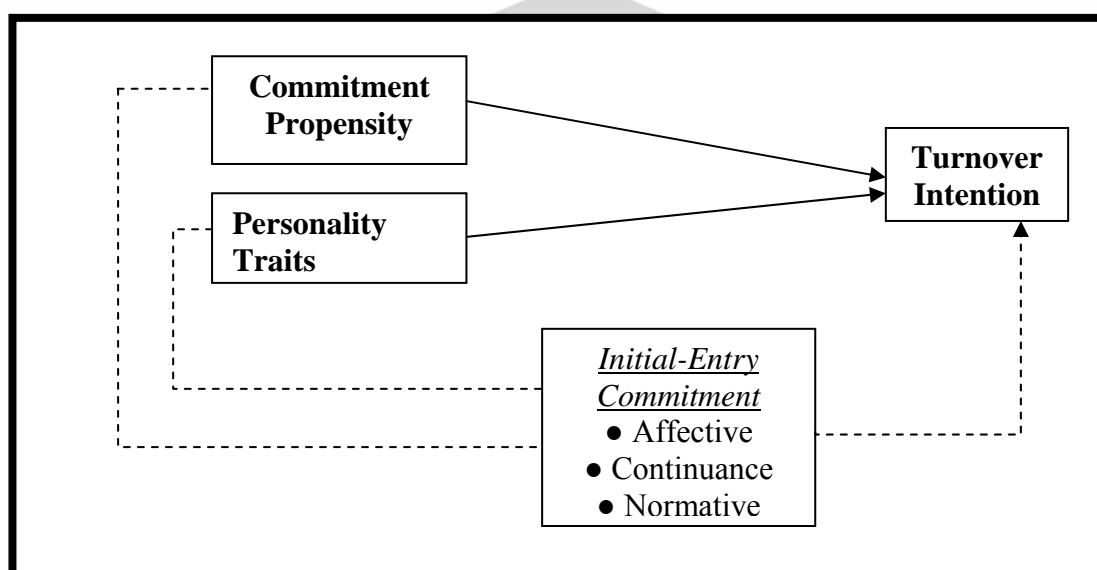 Commitment
Propensity
Turnover
Intention
Personality
Traits
Initial-Entry
Commitment
● Affective
● Continuance
● Normative